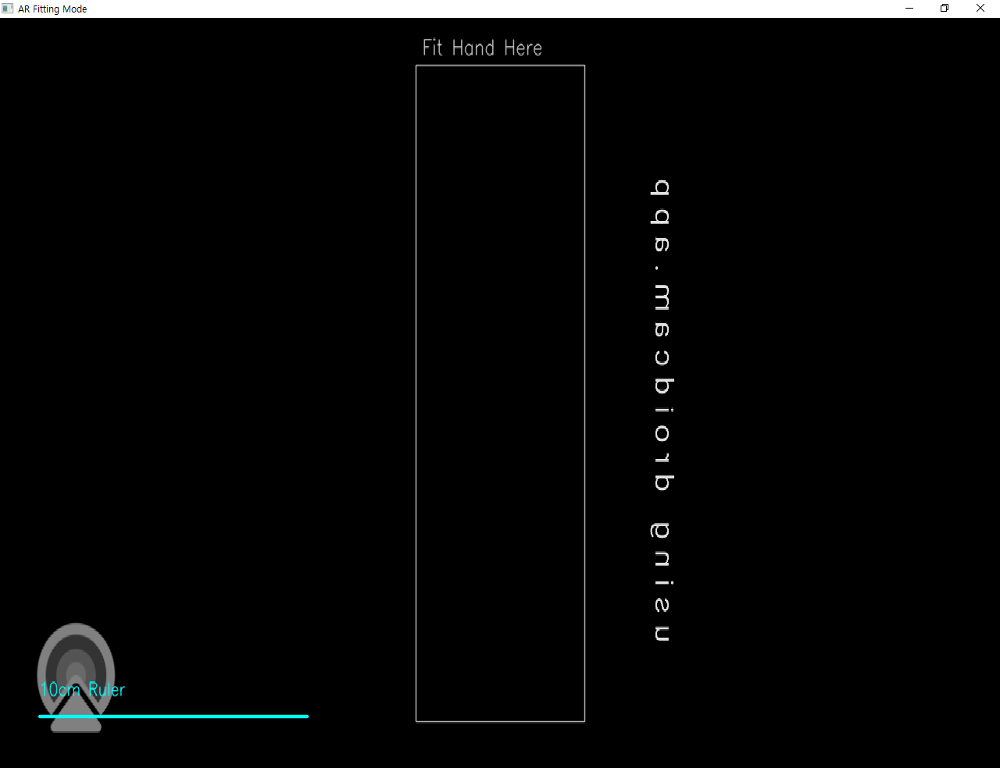 AR Fitting Mode
Fit Hand Here
using droidcam.app
10cm Ruler